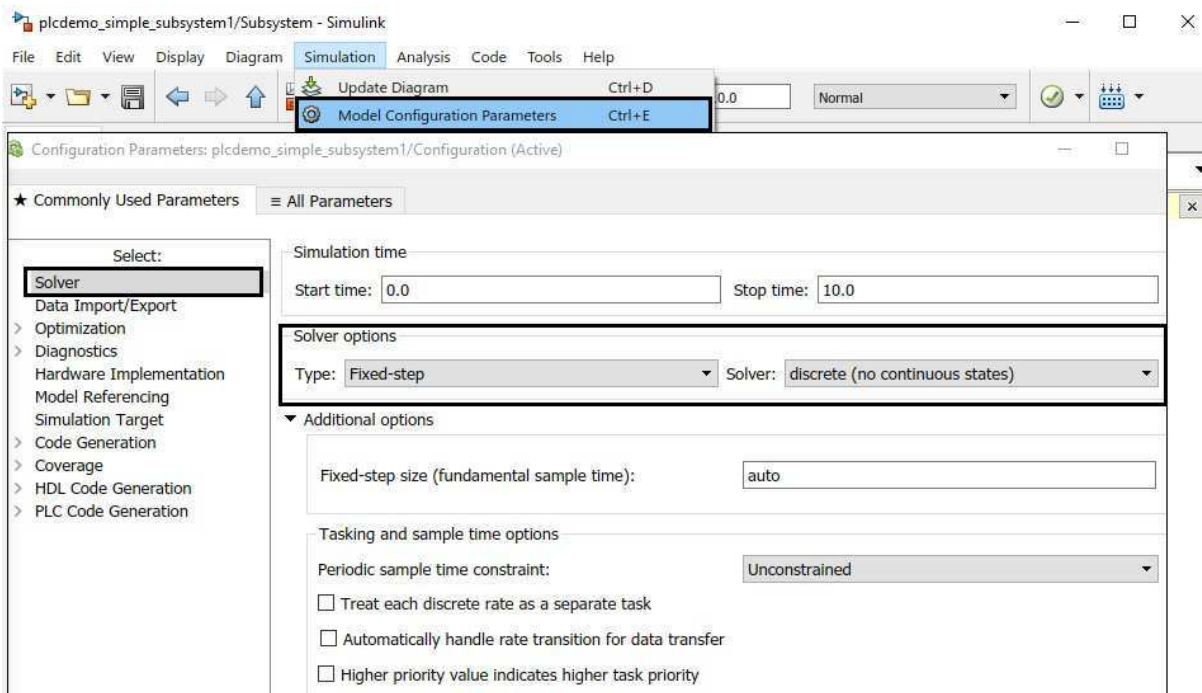 plcdemo_simple_subsystem1/Subsystem - Simulink
File Edit View Display Diagram Simulation Analysis Code Tools Help
Update Diagram Ctrl+D
0.0 Normal
Model Configuration Parameters Ctrl+E
Configuration Parameters: plcdemo_simple_subsystem1/Configuration (Active)
★ Commonly Used Parameters ≡ All Parameters
Select:
Solver
Data Import/Export
> Optimization
> Diagnostics
Hardware Implementation
Model Referencing
Simulation Target
> Code Generation
> Coverage
> HDL Code Generation
> PLC Code Generation
Simulation time
Start time: 0.0 Stop time: 10.0
Solver options
Type: Fixed-step Solver: discrete (no continuous states)
Additional options
Fixed-step size (fundamental sample time): auto
Tasking and sample time options
Periodic sample time constraint: Unconstrained
Treat each discrete rate as a separate task
Automatically handle rate transition for data transfer
Higher priority value indicates higher task priority